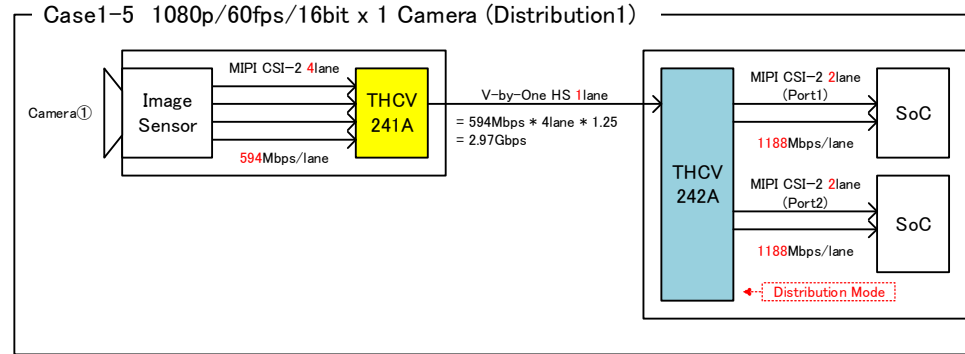 Case1-5 1080p/60fps/16bit x 1 Camera (Distribution1)
Camera①
Image
Sensor
MIPI CSI-2 4lane
594Mbps/lane
THCV
241A
V-by-One HS 1lane
= 594Mbps * 4lane * 1.25
= 2.97Gbps
THCV
242A
MIPI CSI-2 2lane
(Port1)
1188Mbps/lane
SoC
MIPI CSI-2 2lane
(Port2)
1188Mbps/lane
SoC
Distribution Mode